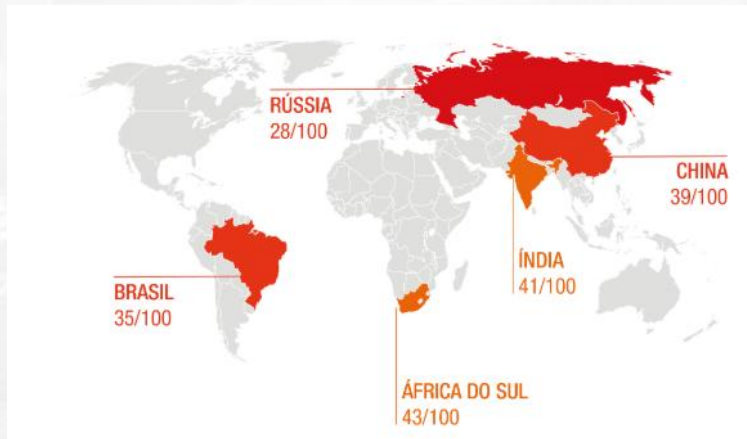 RÚSSIA
28/100
CHINA
39/100
ÍNDIA
41/100
BRASIL
35/100
ÁFRICA DO SUL
43/100